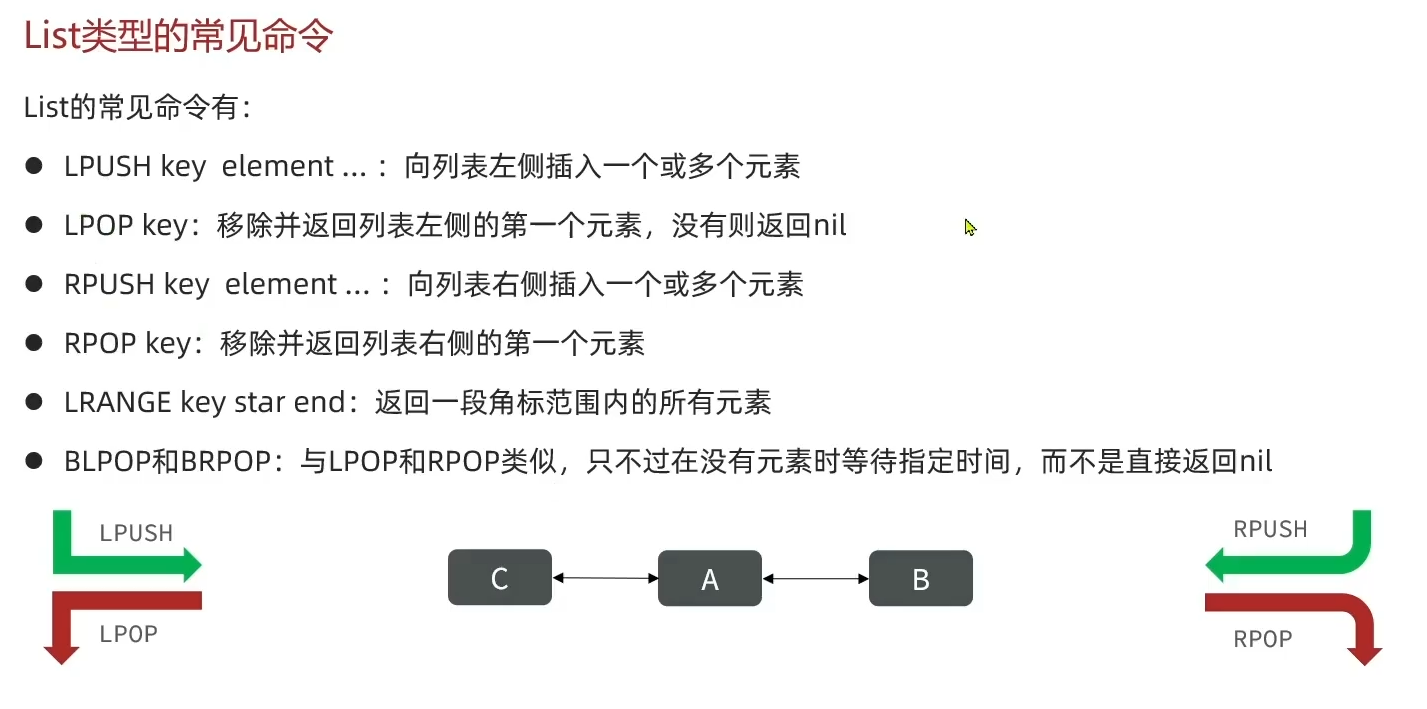 List类型的常见命令
List的常见命令有：
● LPUSH key  element ... ：向列表左侧插入一个或多个元素
● LPOP key：移除并返回列表左侧的第一个元素，没有则返回nil
● RPUSH key  element ... ：向列表右侧插入一个或多个元素
● RPOP key：移除并返回列表右侧的第一个元素
● LRANGE key star end：返回一段角标范围内的所有元素
● BLPOP和BRPOP：与LPOP和RPOP类似，只不过在没有元素时等待指定时间，而不是直接返回nil
LPUSH
LPOP
C
A
B
RPUSH
RPOP